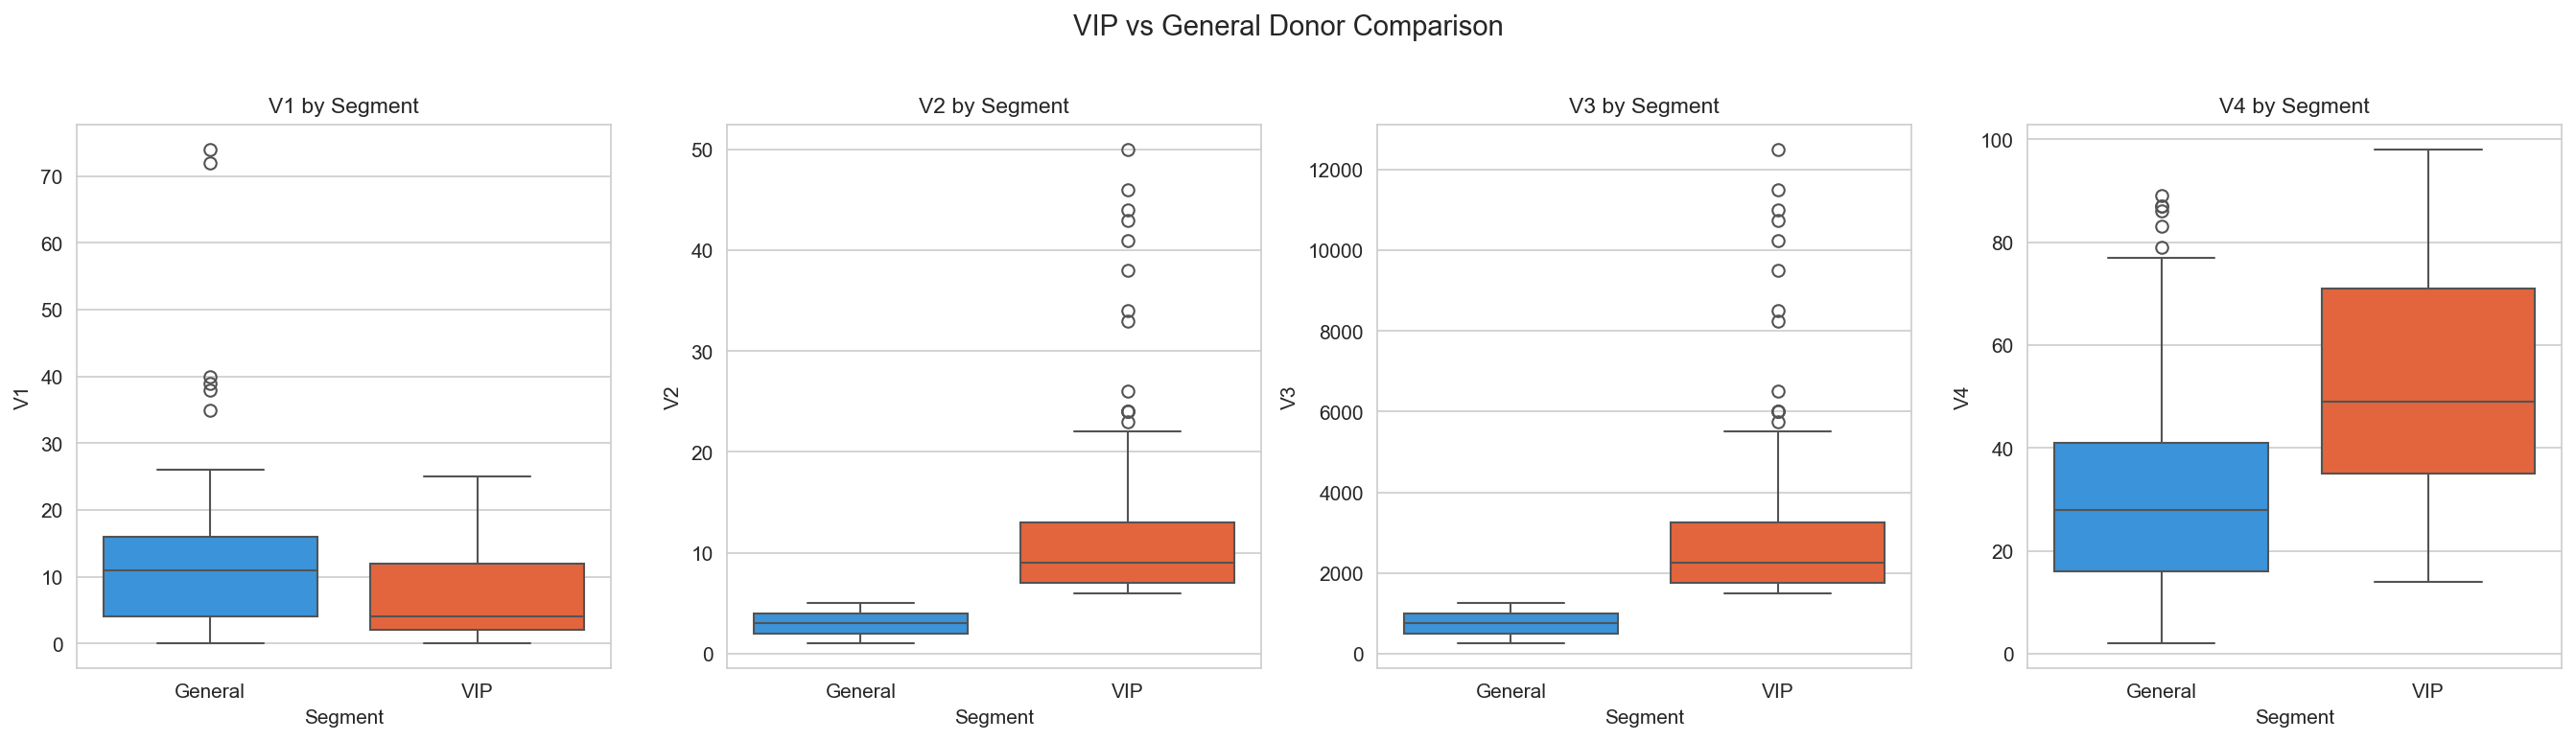 VIP vs General Donor Comparison
V1 by Segment
70
60
50
40
30
20
10
0
V1
General VIP
Segment
V2 by Segment
50
40
30
20
10
0
V2
General VIP
Segment
V3 by Segment
12000
10000
8000
6000
4000
2000
0
V3
General VIP
Segment
V4 by Segment
100
80
60
40
20
0
V4
General VIP
Segment